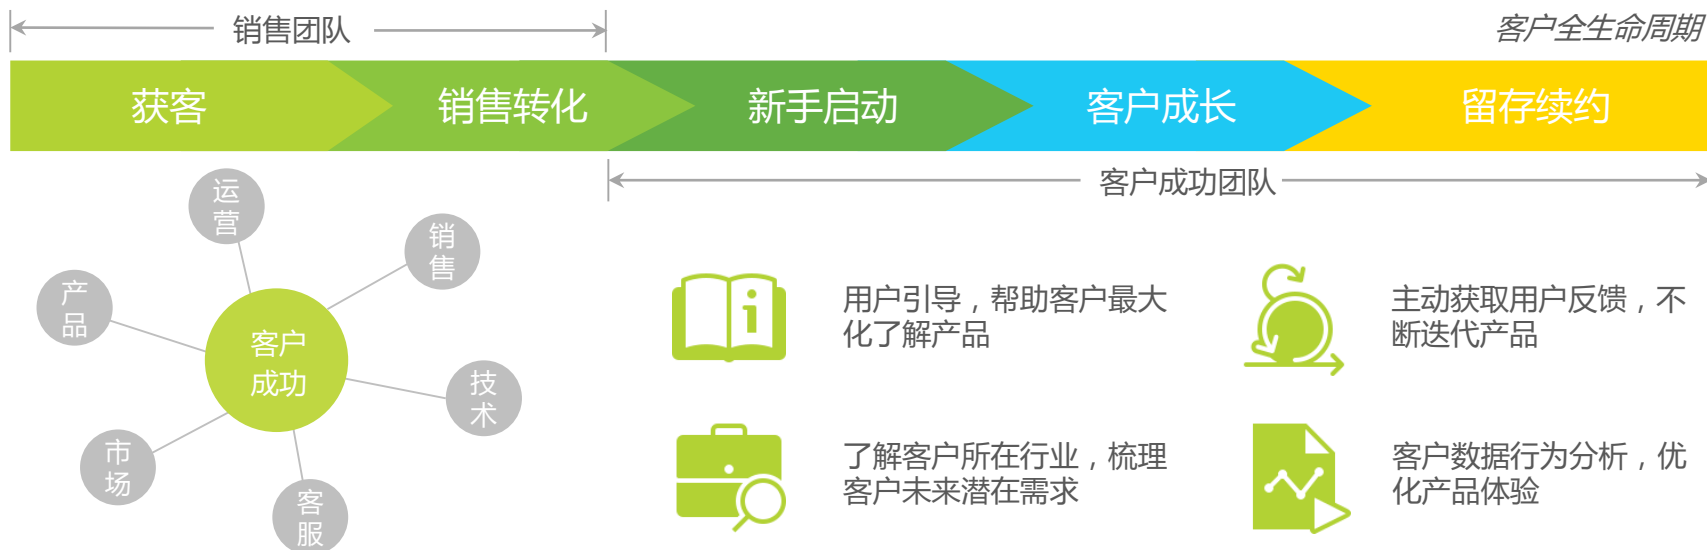 销售团队
客户全生命周期
获客
销售转化
新手启动
客户成长
留存续约
客户成功团队
运
营
销
售
产
品
客户
成功
技
术
市
场
客
服
用户引导，帮助客户最大
化了解产品
主动获取用户反馈，不
断迭代产品
了解客户所在行业，梳理
客户未来潜在需求
客户数据行为分析，优
化产品体验